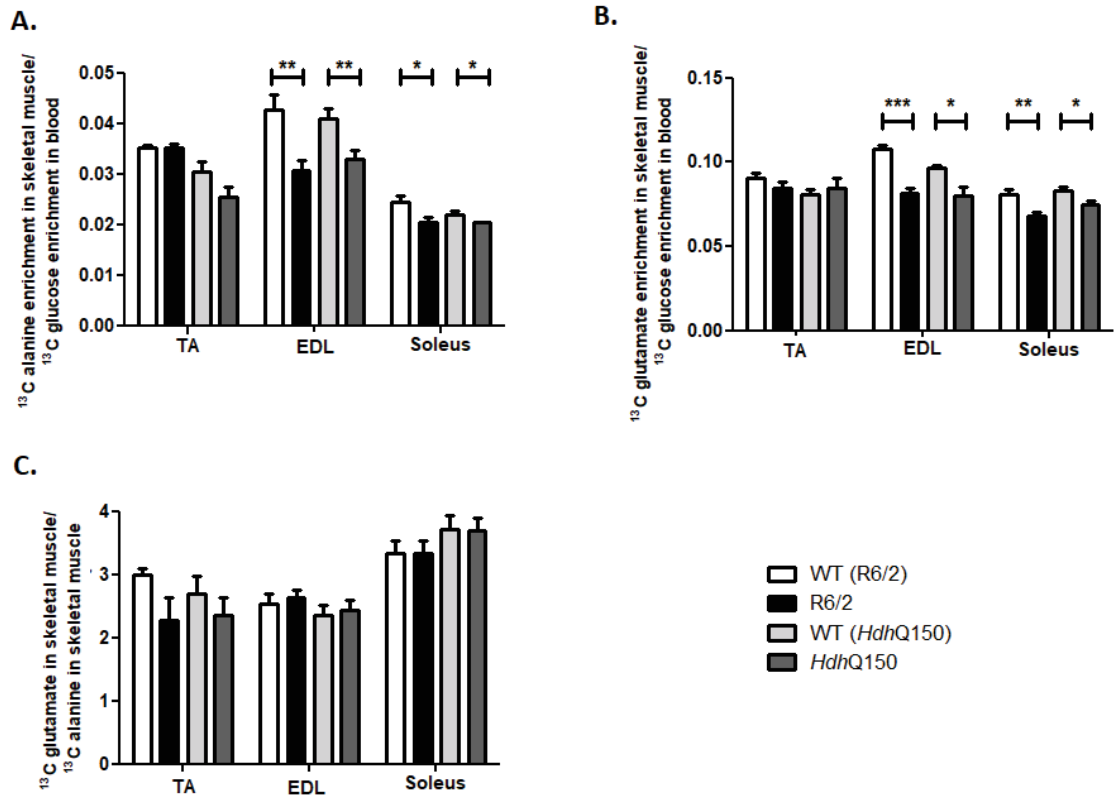 A.
¹³C alanine enrichment in skeletal muscle/
¹³C glucose enrichment in blood
0.05
0.04
0.03
0.02
0.01
0.00
** ** * *
TA EDL Soleus
B.
¹³C glutamate enrichment in skeletal muscle/
¹³C glucose enrichment in blood
0.15
0.10
0.05
0.00
*** * ** *
TA EDL Soleus
C.
¹³C glutamate in skeletal muscle/
¹³C alanine in skeletal muscle
4
3
2
1
0
TA EDL Soleus
WT (R6/2)
R6/2
WT (HdhQ150)
HdhQ150